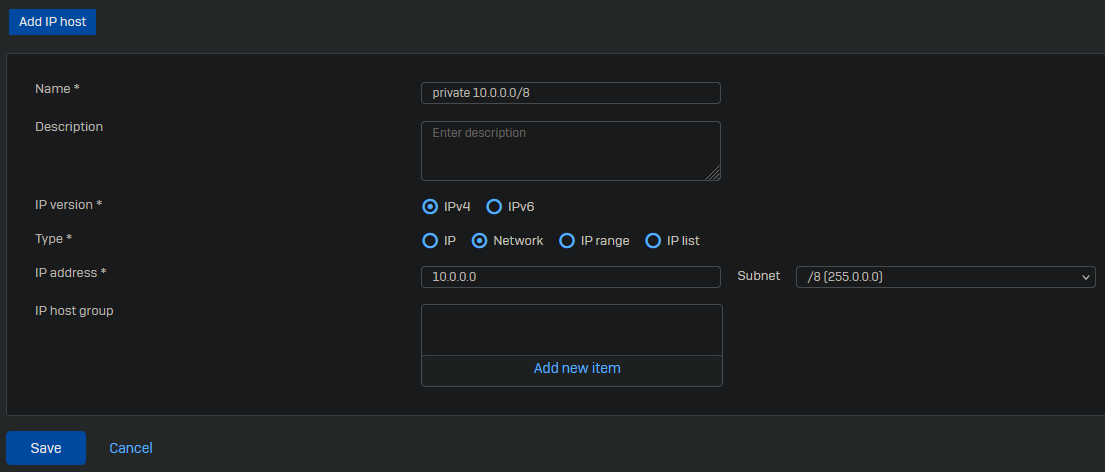 Add IP host
Name *
private 10.0.0.0/8
Description
Enter description
IP version *
IPv4 IPv6
Type *
IP Network IP range IP list
IP address *
10.0.0.0
Subnet
/8 (255.0.0.0)
IP host group
Add new item
Save Cancel